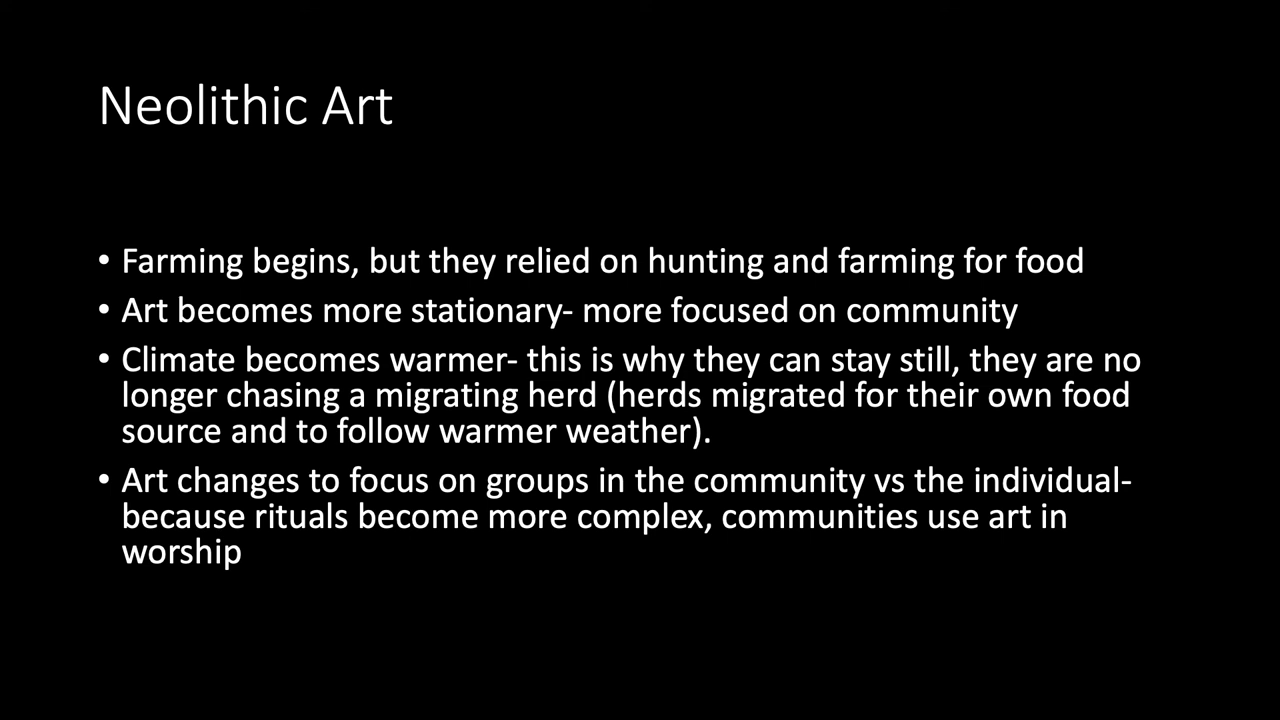 Neolithic Art
• Farming begins, but they relied on hunting and farming for food
• Art becomes more stationary- more focused on community
• Climate becomes warmer- this is why they can stay still, they are no
longer chasing a migrating herd (herds migrated for their own food
source and to follow warmer weather).
• Art changes to focus on groups in the community vs the individual-
because rituals become more complex, communities use art in
worship